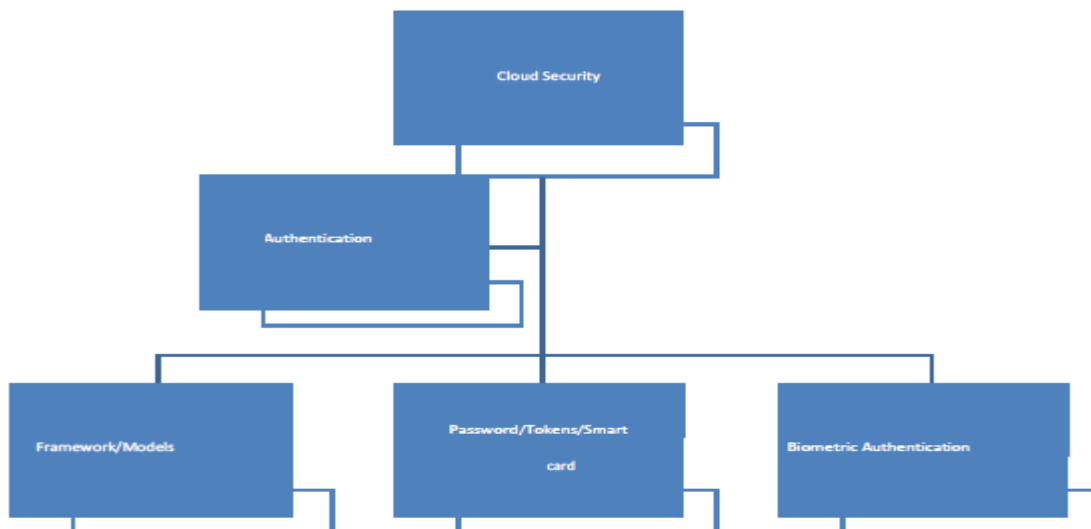 Cloud Security
Authentication
Framework/Models
Password/Tokens/Smart
card
Biometric Authentication